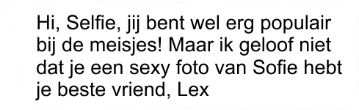 Hi, Selfie, jij bent wel erg populair
bij de meisjes! Maar ik geloof niet
dat je een sexy foto van Sofie hebt
je beste vriend, Lex